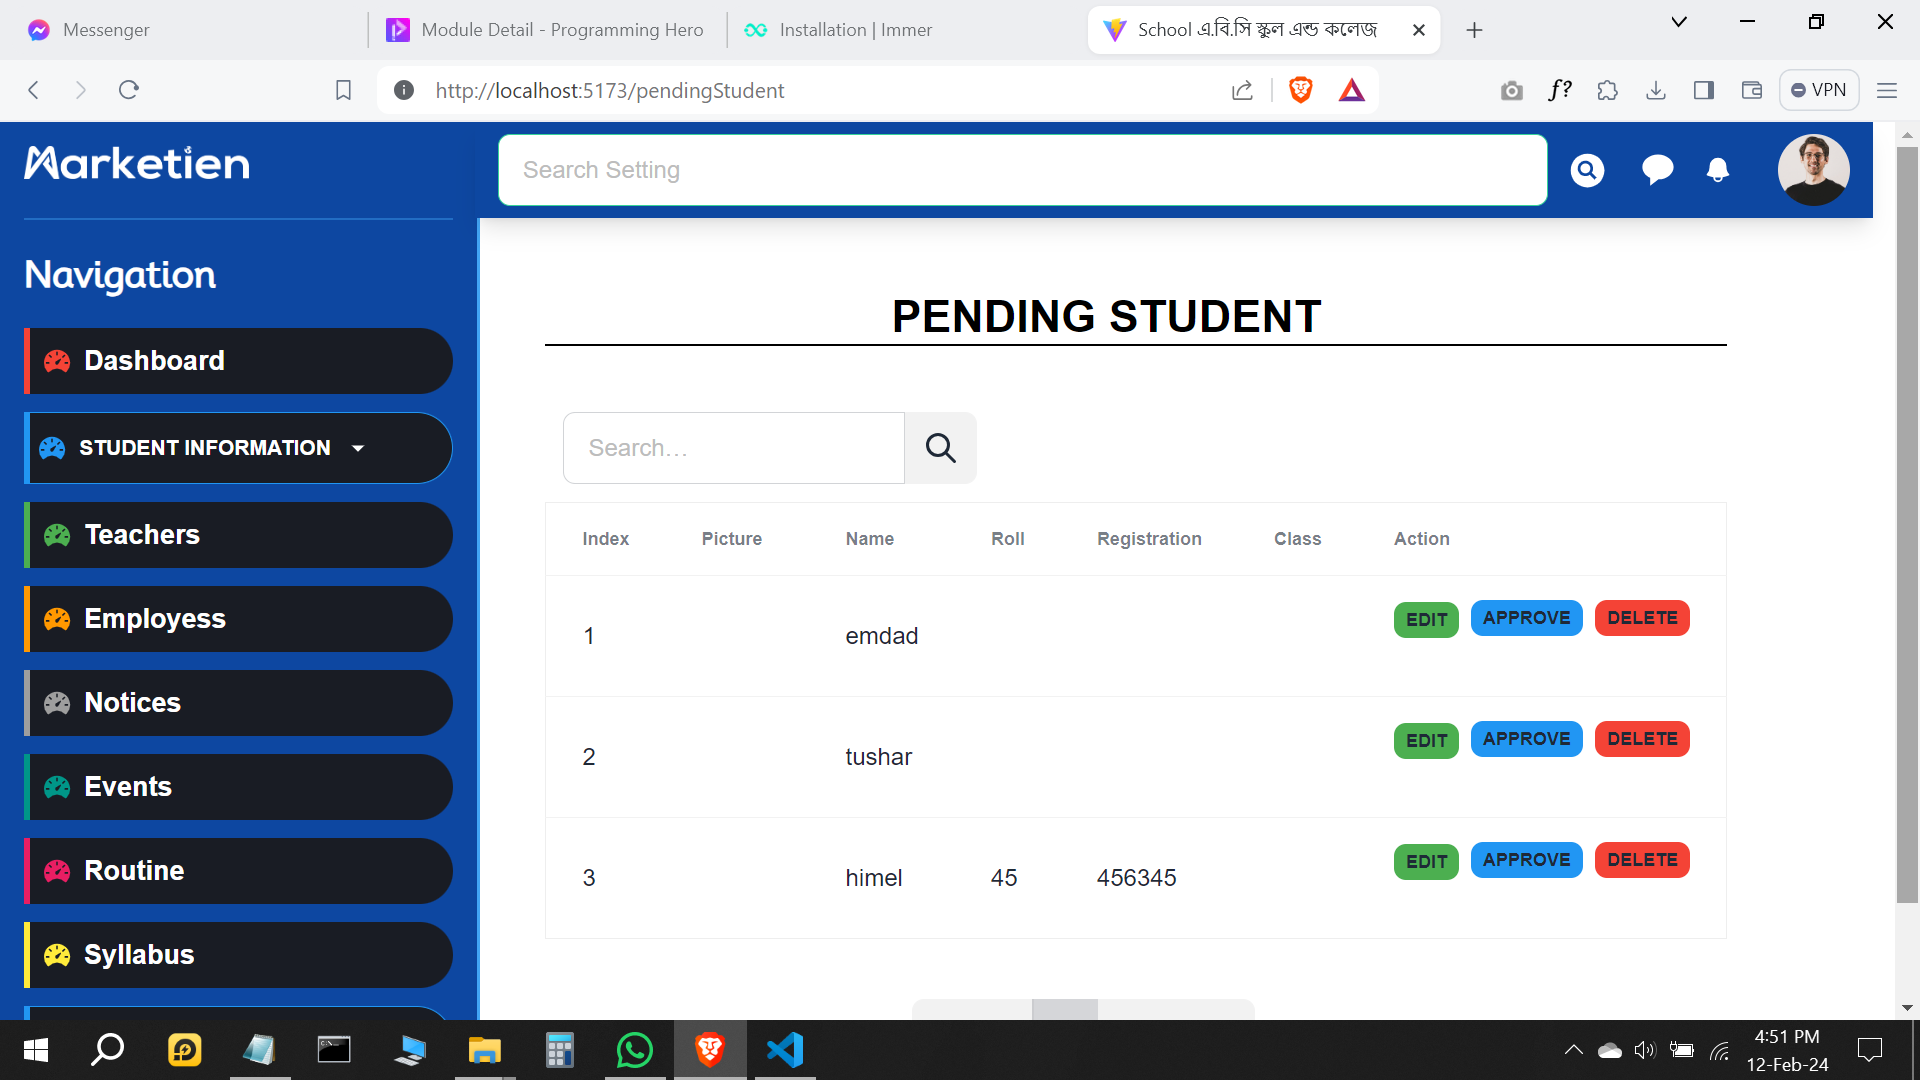 Messenger
Module Detail - Programming Hero
Installation | Immer
School এ.বি.সি স্কুল এন্ড কলেজ
http://localhost:5173/pendingStudent
f?
VPN
Marketien
Search Setting
Navigation
Dashboard
STUDENT INFORMATION
Teachers
Employess
Notices
Events
Routine
Syllabus
PENDING STUDENT
Search…
Index Picture Name Roll Registration Class Action
1 emdad EDIT APPROVE DELETE
2 tushar EDIT APPROVE DELETE
3 himel 45 456345 EDIT APPROVE DELETE
4:51 PM
12-Feb-24